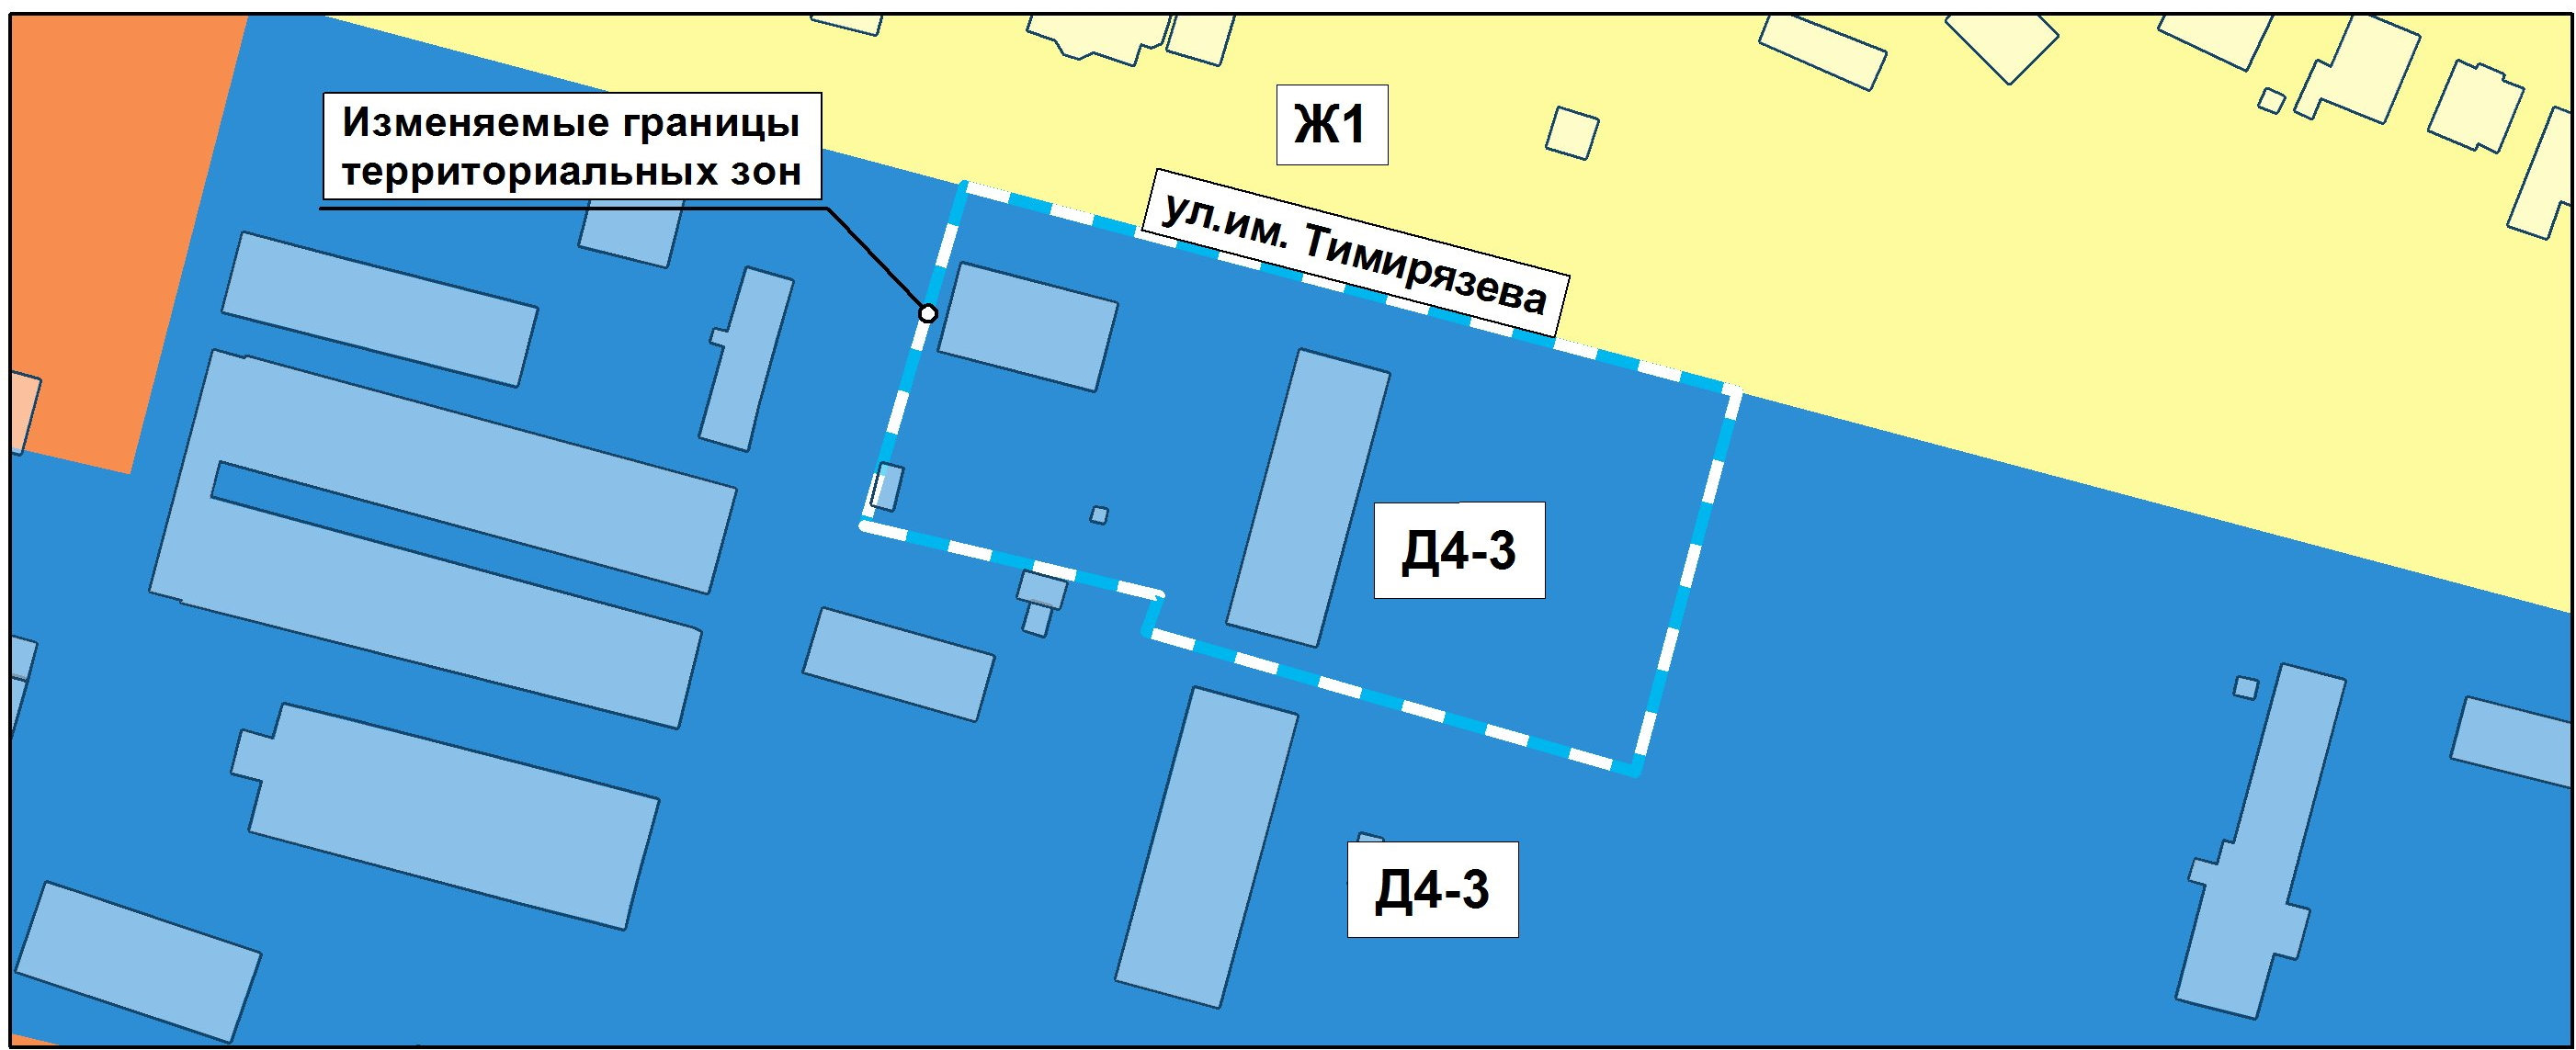 Изменяемые границы
территориальных зон
Ж1
ул.им. Тимирязева
Д4-3
Д4-3